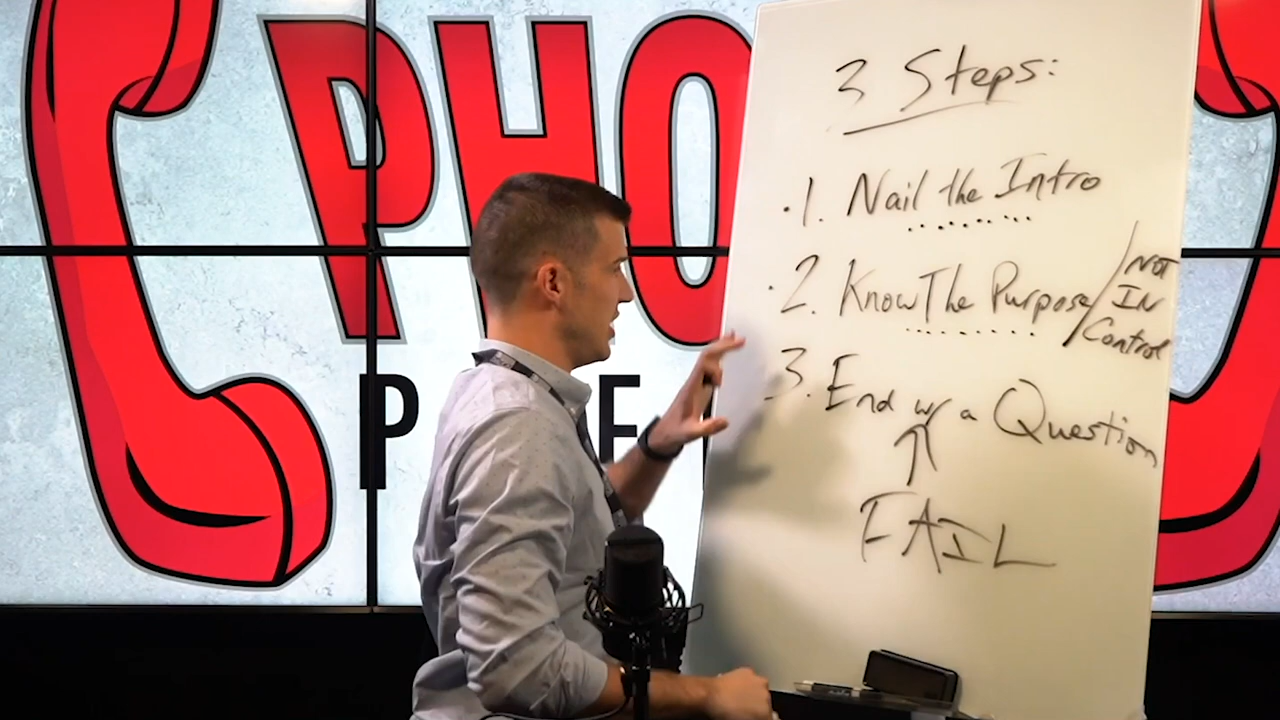 PHO
P
F
3 Steps:
1. Nail the Intro
2. Know The Purpose/NOT
IN
Control
3. End w/ a Question
FAIL